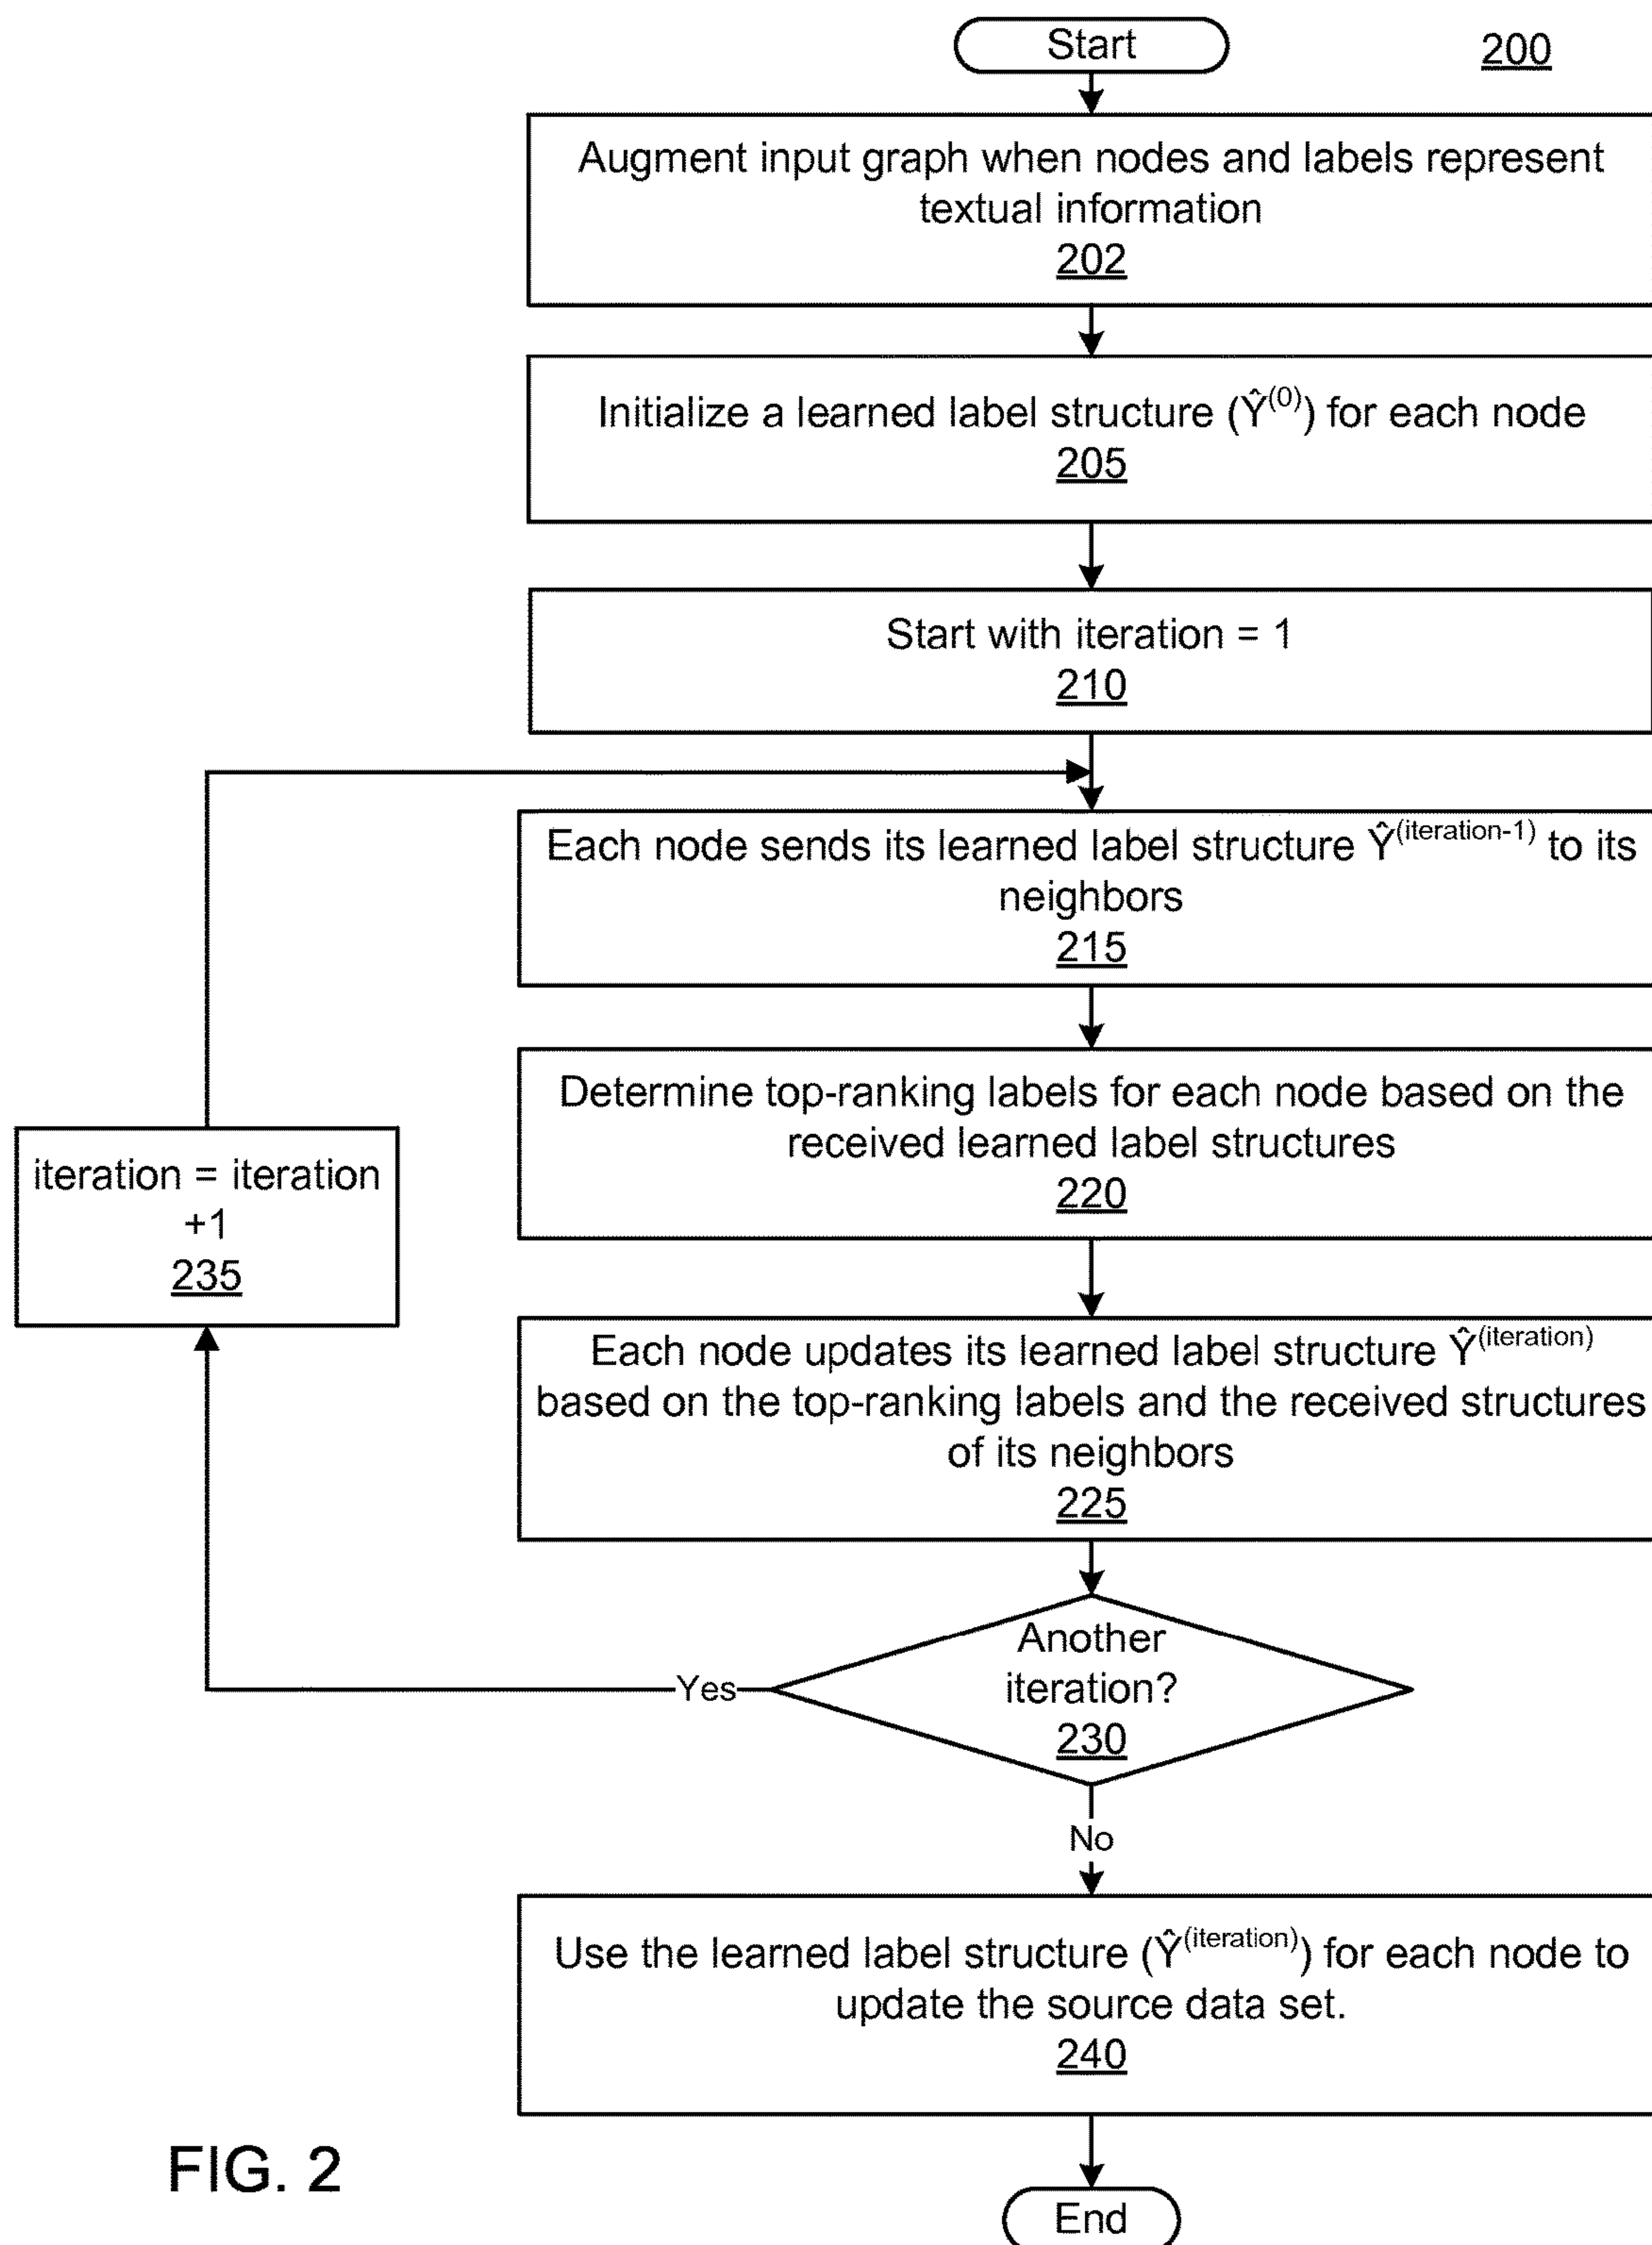 Start
200
Augment input graph when nodes and labels represent
textual information
202
Initialize a learned label structure (Ŷ⁽⁰⁾) for each node
205
Start with iteration = 1
210
Each node sends its learned label structure Ŷ^(iteration-1) to its
neighbors
215
Determine top-ranking labels for each node based on the
received learned label structures
220
iteration = iteration
+1
235
Each node updates its learned label structure Ŷ^(iteration)
based on the top-ranking labels and the received structures
of its neighbors
225
Another
iteration?
230
Yes
No
Use the learned label structure (Ŷ^(iteration)) for each node to
update the source data set.
240
FIG. 2
End